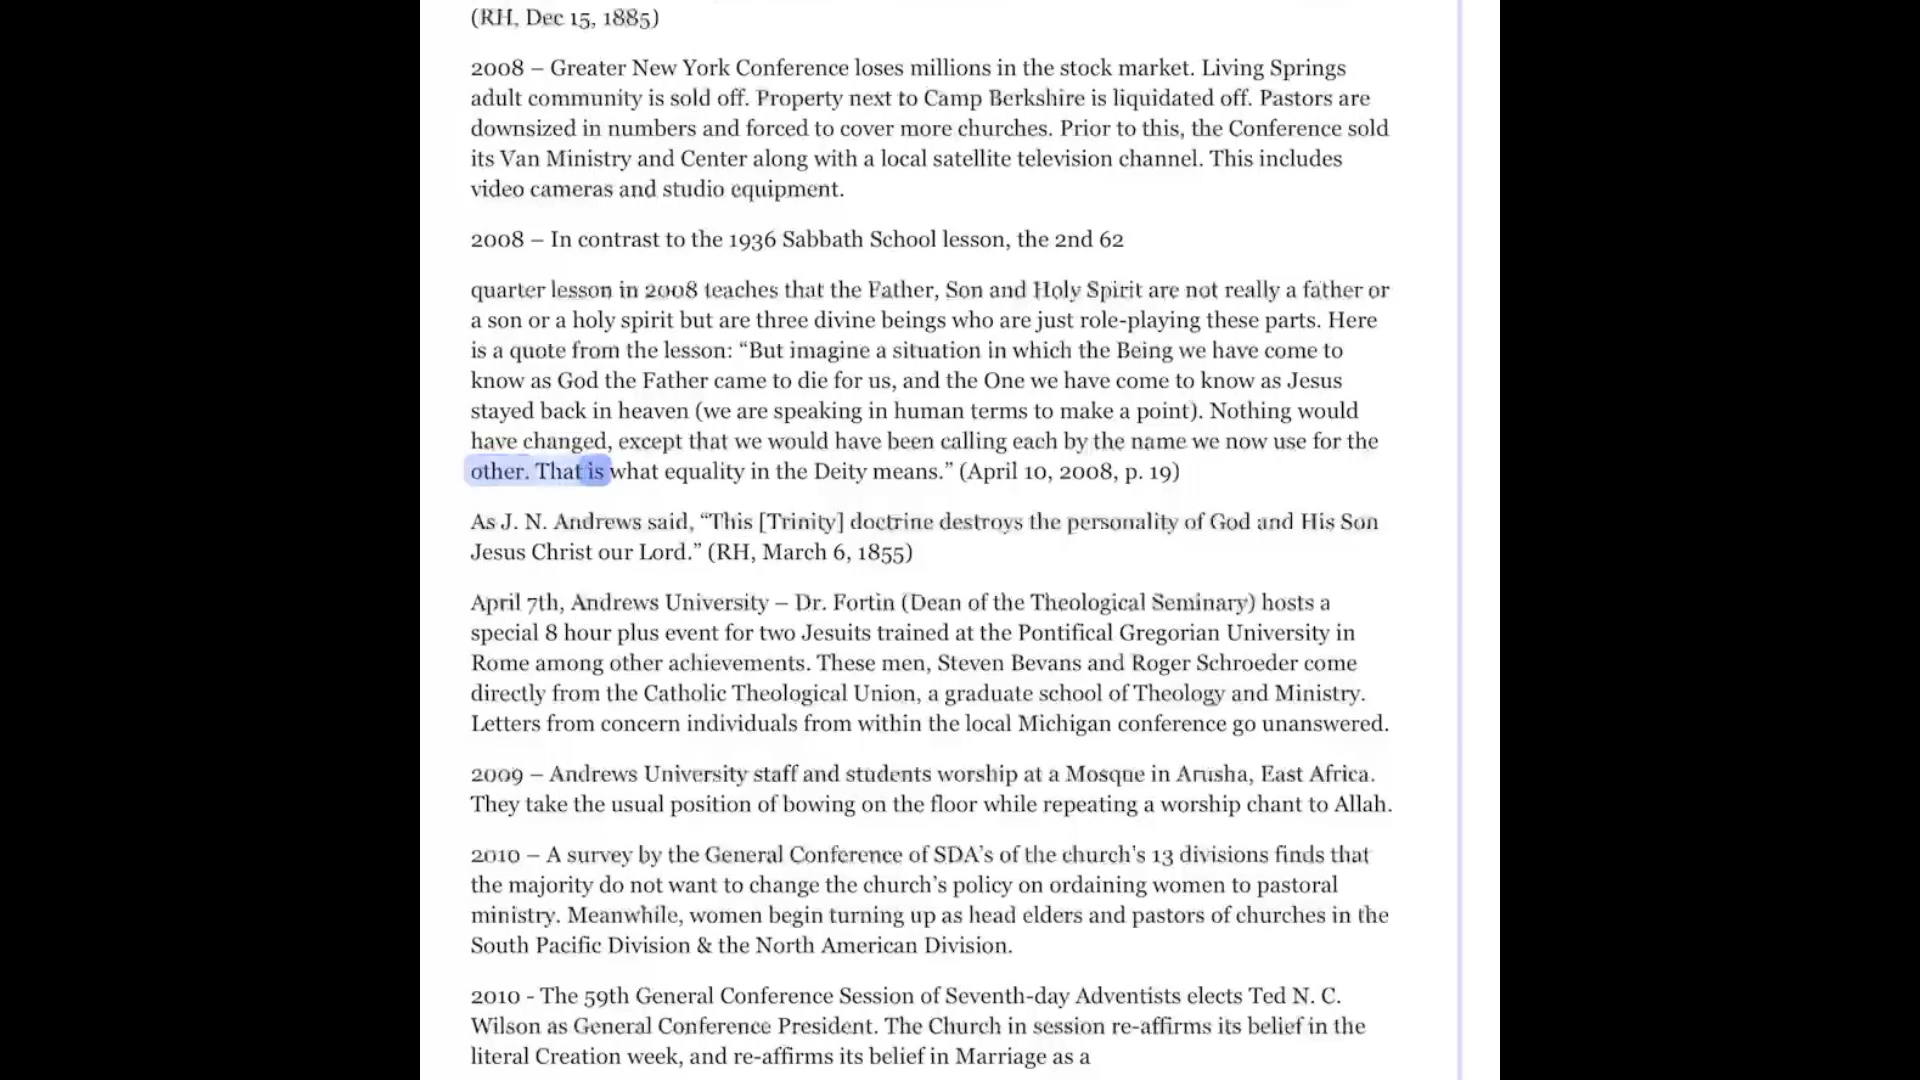 (RH, Dec 15, 1885)
2008 – Greater New York Conference loses millions in the stock market. Living Springs
adult community is sold off. Property next to Camp Berkshire is liquidated off. Pastors are
downsized in numbers and forced to cover more churches. Prior to this, the Conference sold
its Van Ministry and Center along with a local satellite television channel. This includes
video cameras and studio equipment.
2008 – In contrast to the 1936 Sabbath School lesson, the 2nd 62
quarter lesson in 2008 teaches that the Father, Son and Holy Spirit are not really a father or
a son or a holy spirit but are three divine beings who are just role-playing these parts. Here
is a quote from the lesson: “But imagine a situation in which the Being we have come to
know as God the Father came to die for us, and the One we have come to know as Jesus
stayed back in heaven (we are speaking in human terms to make a point). Nothing would
have changed, except that we would have been calling each by the name we now use for the
other. That is what equality in the Deity means.” (April 10, 2008, p. 19)
As J. N. Andrews said, “This [Trinity] doctrine destroys the personality of God and His Son
Jesus Christ our Lord.” (RH, March 6, 1855)
April 7th, Andrews University – Dr. Fortin (Dean of the Theological Seminary) hosts a
special 8 hour plus event for two Jesuits trained at the Pontifical Gregorian University in
Rome among other achievements. These men, Steven Bevans and Roger Schroeder come
directly from the Catholic Theological Union, a graduate school of Theology and Ministry.
Letters from concern individuals from within the local Michigan conference go unanswered.
2009 – Andrews University staff and students worship at a Mosque in Arusha, East Africa.
They take the usual position of bowing on the floor while repeating a worship chant to Allah.
2010 – A survey by the General Conference of SDA’s of the church’s 13 divisions finds that
the majority do not want to change the church’s policy on ordaining women to pastoral
ministry. Meanwhile, women begin turning up as head elders and pastors of churches in the
South Pacific Division & the North American Division.
2010 - The 59th General Conference Session of Seventh-day Adventists elects Ted N. C.
Wilson as General Conference President. The Church in session re-affirms its belief in the
literal Creation week, and re-affirms its belief in Marriage as a